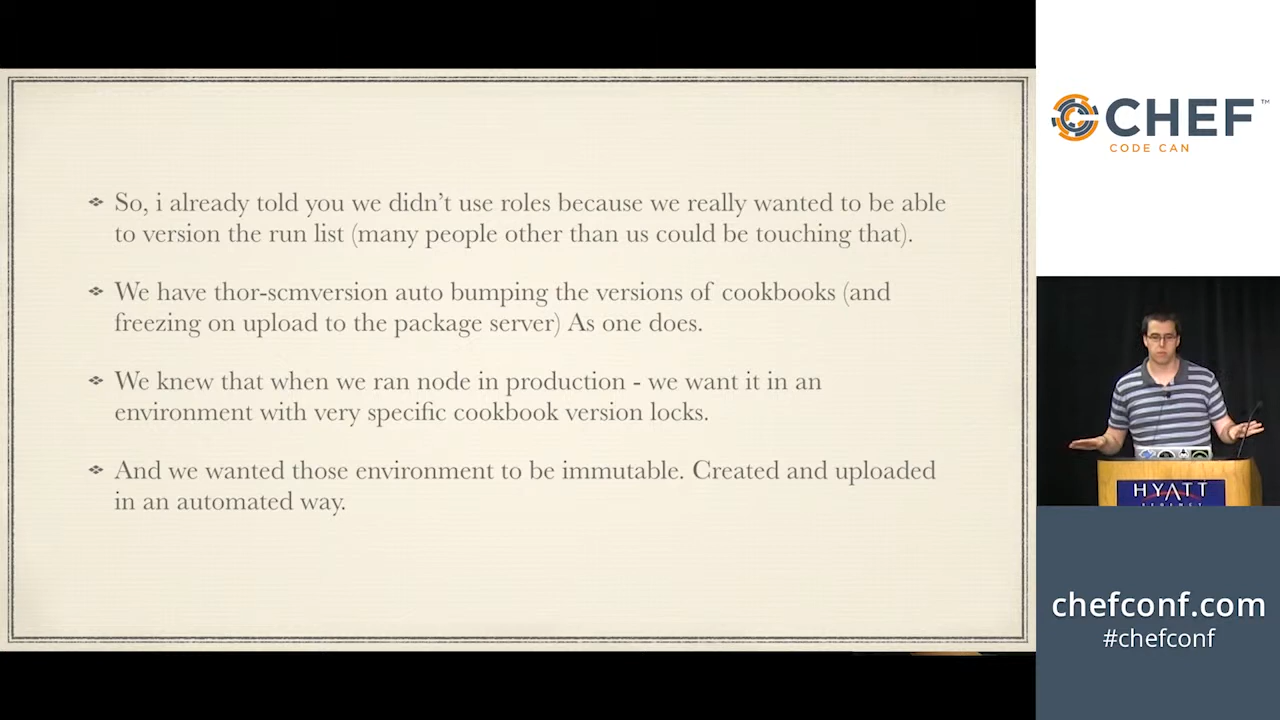 So, i already told you we didn’t use roles because we really wanted to be able
to version the run list (many people other than us could be touching that).
We have thor-scmversion auto bumping the versions of cookbooks (and
freezing on upload to the package server) As one does.
We knew that when we ran node in production - we want it in an
environment with very specific cookbook version locks.
And we wanted those environment to be immutable. Created and uploaded
in an automated way.
CHEF™
CODE CAN
HYATT
chefconf.com
#chefconf